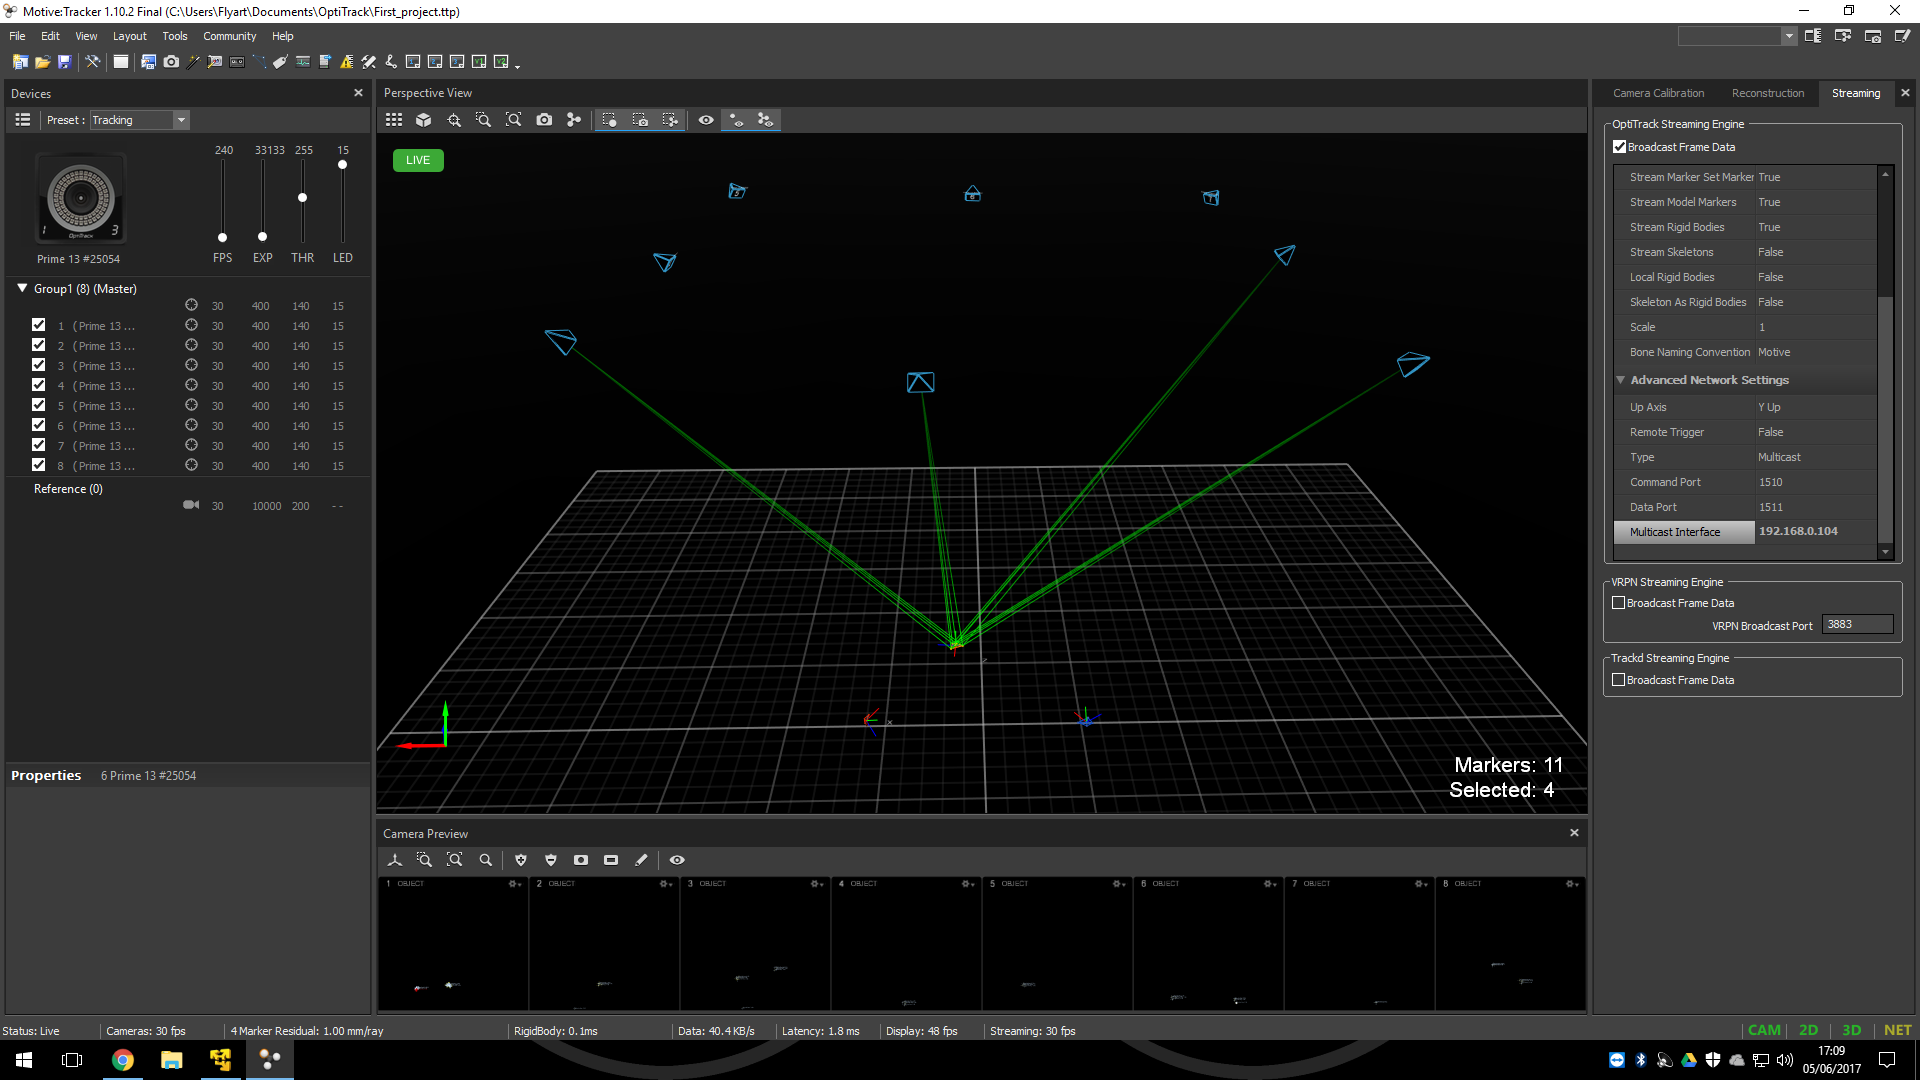 Motive:Tracker 1.10.2 Final (C:\Users\Flyart\Documents\OptiTrack\First_project.ttp)
File Edit View Layout Tools Community Help
Devices
Preset : Tracking
240 33133 255 15
1 OptiTrack 3
FPS EXP THR LED
Prime 13 #25054
Group1 (8) (Master)
30 400 140 15
1 (Prime 13 ... 30 400 140 15
2 (Prime 13 ... 30 400 140 15
3 (Prime 13 ... 30 400 140 15
4 (Prime 13 ... 30 400 140 15
5 (Prime 13 ... 30 400 140 15
6 (Prime 13 ... 30 400 140 15
7 (Prime 13 ... 30 400 140 15
8 (Prime 13 ... 30 400 140 15
Reference (0)
30 10000 200 --
Properties 6 Prime 13 #25054
Perspective View
LIVE
Markers: 11
Selected: 4
Camera Preview
1 OBJECT 2 OBJECT 3 OBJECT 4 OBJECT 5 OBJECT 6 OBJECT 7 OBJECT 8 OBJECT
Camera Calibration Reconstruction Streaming
OptiTrack Streaming Engine
Broadcast Frame Data
Stream Marker Set Marker True
Stream Model Markers True
Stream Rigid Bodies True
Stream Skeletons False
Local Rigid Bodies False
Skeleton As Rigid Bodies False
Scale 1
Bone Naming Convention Motive
Advanced Network Settings
Up Axis Y Up
Remote Trigger False
Type Multicast
Command Port 1510
Data Port 1511
Multicast Interface 192.168.0.104
VRPN Streaming Engine
Broadcast Frame Data
VRPN Broadcast Port 3883
Trackd Streaming Engine
Broadcast Frame Data
Status: Live Cameras: 30 fps 4 Marker Residual: 1.00 mm/ray RigidBody: 0.1ms Data: 40.4 KB/s Latency: 1.8 ms Display: 48 fps Streaming: 30 fps CAM 2D 3D NET
17:09
05/06/2017